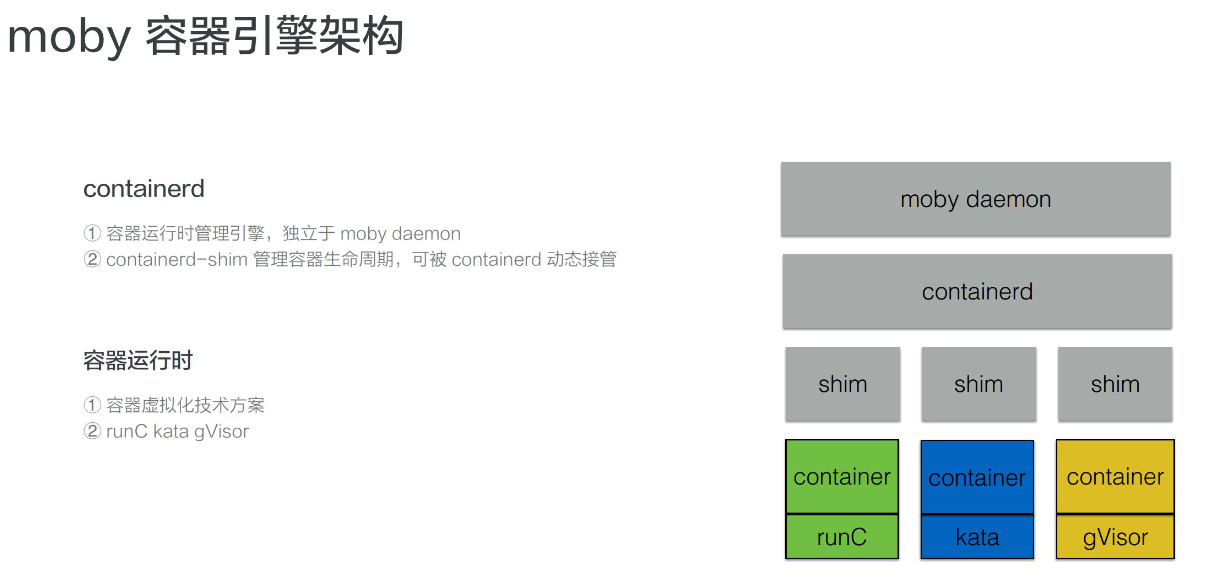 moby 容器引擎架构
containerd
① 容器运行时管理引擎，独立于 moby daemon
② containerd-shim 管理容器生命周期，可被 containerd 动态接管
容器运行时
① 容器虚拟化技术方案
② runC kata gVisor
moby daemon
containerd
shim shim shim
container container container
runC kata gVisor